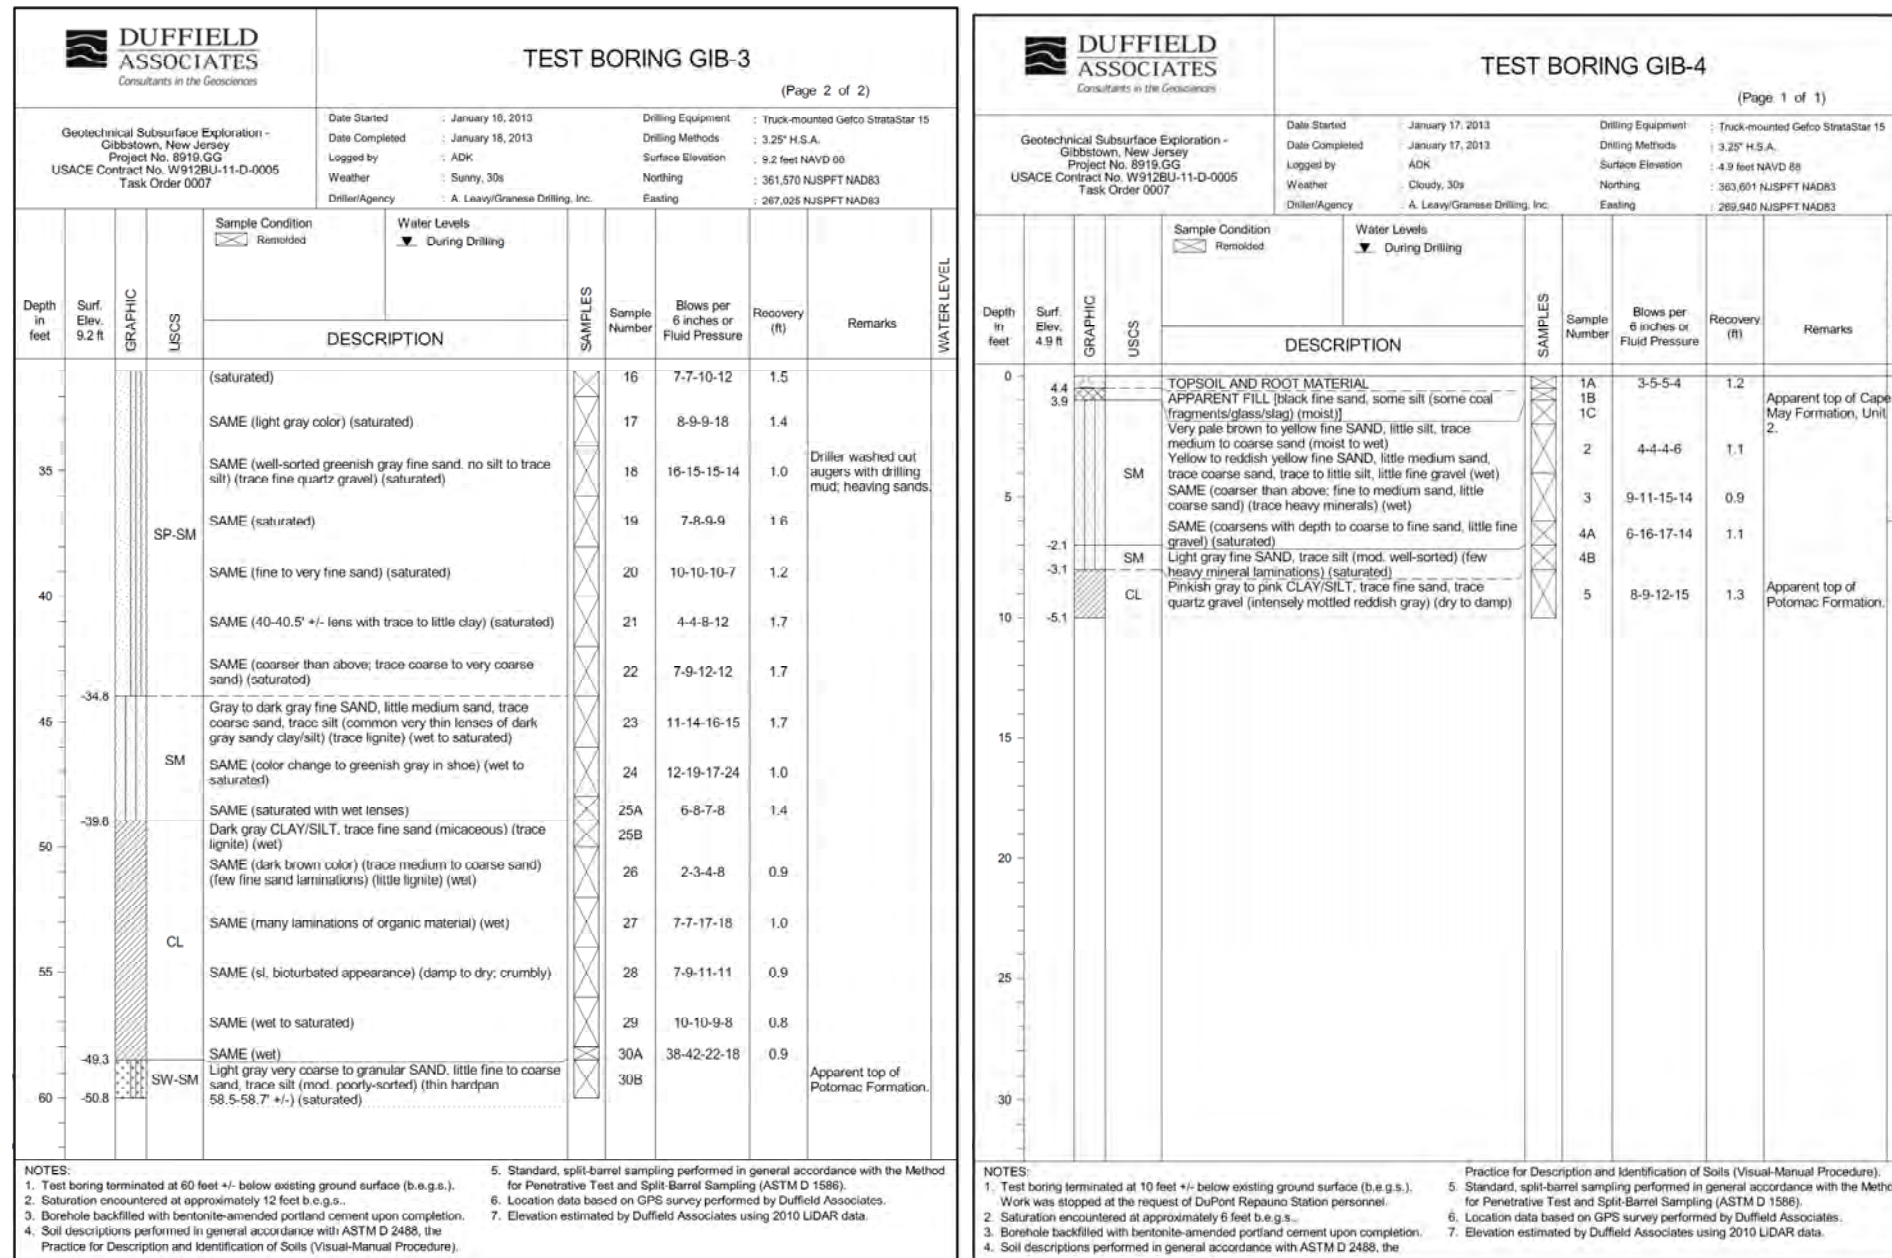 DUFFIELD
ASSOCIATES
Consultants in the Geosciences
TEST BORING GIB-3
(Page 2 of 2)
Geotechnical Subsurface Exploration -
Gibbstown, New Jersey
Project No. 8919.GG
USACE Contract No. W912BU-11-D-0005
Task Order 0007
Date Started : January 16, 2013
Date Completed : January 18, 2013
Logged by : ADK
Weather : Sunny, 30s
Driller/Agency : A. Leavy/Granese Drilling, Inc.
Drilling Equipment : Truck-mounted Gefco StrataStar 15
Drilling Methods : 3.25" H.S.A.
Surface Elevation : 9.2 feet NAVD 88
Northing : 361,570 NJSPFT NAD83
Easting : 267,025 NJSPFT NAD83
Sample Condition
Remolded
Water Levels
During Drilling
Depth in feet
Surf. Elev. 9.2 ft
GRAPHIC
USCS
DESCRIPTION
SAMPLES
Sample Number
Blows per 6 inches or Fluid Pressure
Recovery (ft)
Remarks
WATER LEVEL
(saturated) 16 7-7-10-12 1.5
SAME (light gray color) (saturated) 17 8-9-9-18 1.4
35
SAME (well-sorted greenish gray fine sand. no silt to trace
silt) (trace fine quartz gravel) (saturated) 18 16-15-15-14 1.0
Driller washed out
augers with drilling
mud; heaving sands.
SAME (saturated) 19 7-8-9-9 1.6
SP-SM
SAME (fine to very fine sand) (saturated) 20 10-10-10-7 1.2
40
SAME (40-40.5' +/- lens with trace to little clay) (saturated) 21 4-4-8-12 1.7
SAME (coarser than above; trace coarse to very coarse
sand) (saturated) 22 7-9-12-12 1.7
-34.8
Gray to dark gray fine SAND, little medium sand, trace
45 coarse sand, trace silt (common very thin lenses of dark 23 11-14-16-15 1.7
gray sandy clay/silt) (trace lignite) (wet to saturated)
SM
SAME (color change to greenish gray in shoe) (wet to
saturated) 24 12-19-17-24 1.0
SAME (saturated with wet lenses) 25A 6-8-7-8 1.4
-39.8
Dark gray CLAY/SILT, trace fine sand (micaceous) (trace
lignite) (wet) 25B
50
SAME (dark brown color) (trace medium to coarse sand)
(few fine sand laminations) (little lignite) (wet) 26 2-3-4-8 0.9
SAME (many laminations of organic material) (wet) 27 7-7-17-18 1.0
CL
55 SAME (sl. bioturbated appearance) (damp to dry; crumbly) 28 7-9-11-11 0.9
SAME (wet to saturated) 29 10-10-9-8 0.8
-49.3 SAME (wet) 30A 38-42-22-18 0.9
SW-SM Light gray very coarse to granular SAND. little fine to coarse
sand, trace silt (mod. poorly-sorted) (thin hardpan 30B
60 -50.8 58.5-58.7' +/-) (saturated)
Apparent top of
Potomac Formation.
NOTES:
1. Test boring terminated at 60 feet +/- below existing ground surface (b.e.g.s.).
2. Saturation encountered at approximately 12 feet b.e.g.s..
3. Borehole backfilled with bentonite-amended portland cement upon completion.
4. Soil descriptions performed in general accordance with ASTM D 2488, the
Practice for Description and Identification of Soils (Visual-Manual Procedure).
5. Standard, split-barrel sampling performed in general accordance with the Method
for Penetrative Test and Split-Barrel Sampling (ASTM D 1586).
6. Location data based on GPS survey performed by Duffield Associates.
7. Elevation estimated by Duffield Associates using 2010 LiDAR data.
DUFFIELD
ASSOCIATES
Consultants in the Geosciences
TEST BORING GIB-4
(Page 1 of 1)
Geotechnical Subsurface Exploration -
Gibbstown, New Jersey
Project No. 8919.GG
USACE Contract No. W912BU-11-D-0005
Task Order 0007
Date Started : January 17, 2013
Date Completed : January 17, 2013
Logged by : ADK
Weather : Cloudy, 30s
Driller/Agency : A. Leavy/Granese Drilling, Inc.
Drilling Equipment : Truck-mounted Gefco StrataStar 15
Drilling Methods : 3.25" H.S.A.
Surface Elevation : 4.9 feet NAVD 88
Northing : 363,601 NJSPFT NAD83
Easting : 269,940 NJSPFT NAD83
Sample Condition
Remolded
Water Levels
During Drilling
Depth in feet
Surf. Elev. 4.9 ft
GRAPHIC
USCS
DESCRIPTION
SAMPLES
Sample Number
Blows per 6 inches or Fluid Pressure
Recovery (ft)
Remarks
0
4.4 TOPSOIL AND ROOT MATERIAL 1A 3-5-5-4 1.2
3.9 APPARENT FILL [black fine sand, some silt (some coal 1B
fragments/glass/slag) (moist)] 1C
Apparent top of Cape
May Formation, Unit
2.
Very pale brown to yellow fine SAND, little silt, trace
medium to coarse sand (moist to wet) 2 4-4-4-6 1.1
Yellow to reddish yellow fine SAND, little medium sand,
SM trace coarse sand, trace to little silt, little fine gravel (wet)
5 SAME (coarser than above; fine to medium sand, little 3 9-11-15-14 0.9
coarse sand) (trace heavy minerals) (wet)
SAME (coarsens with depth to coarse to fine sand, little fine 4A 6-16-17-14 1.1
-2.1 gravel) (saturated)
SM Light gray fine SAND, trace silt (mod. well-sorted) (few 4B
-3.1 heavy mineral laminations) (saturated)
CL Pinkish gray to pink CLAY/SILT, trace fine sand, trace 5 8-9-12-15 1.3
quartz gravel (intensely mottled reddish gray) (dry to damp)
Apparent top of
Potomac Formation.
10 -5.1
15
20
25
30
NOTES:
1. Test boring terminated at 10 feet +/- below existing ground surface (b.e.g.s.).
Work was stopped at the request of DuPont Repauno Station personnel.
2. Saturation encountered at approximately 6 feet b.e.g.s..
3. Borehole backfilled with bentonite-amended portland cement upon completion.
4. Soil descriptions performed in general accordance with ASTM D 2488, the
Practice for Description and Identification of Soils (Visual-Manual Procedure).
5. Standard, split-barrel sampling performed in general accordance with the Metho
for Penetrative Test and Split-Barrel Sampling (ASTM D 1586).
6. Location data based on GPS survey performed by Duffield Associates.
7. Elevation estimated by Duffield Associates using 2010 LiDAR data.